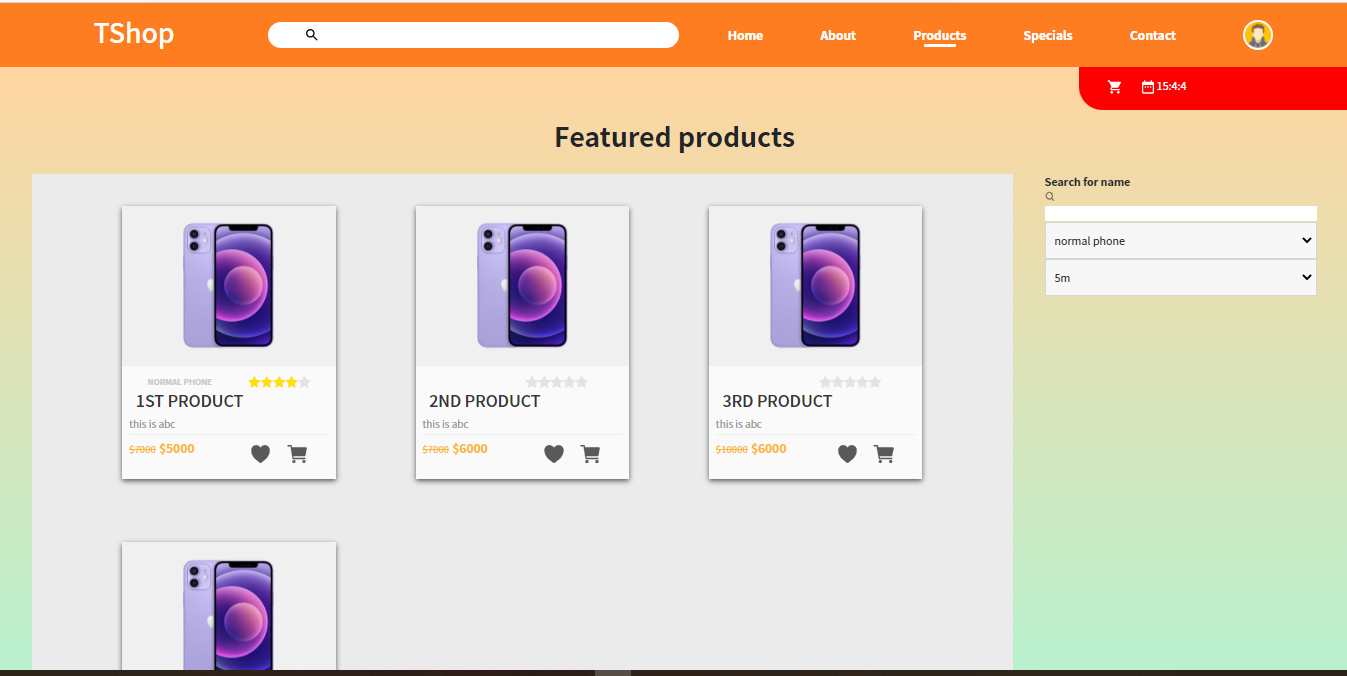 TShop
Home About Products Specials Contact
15:4:4
Featured products
Search for name
normal phone
5m
NORMAL PHONE
1ST PRODUCT
this is abc
$7000 $5000
2ND PRODUCT
this is abc
$7000 $6000
3RD PRODUCT
this is abc
$10000 $6000